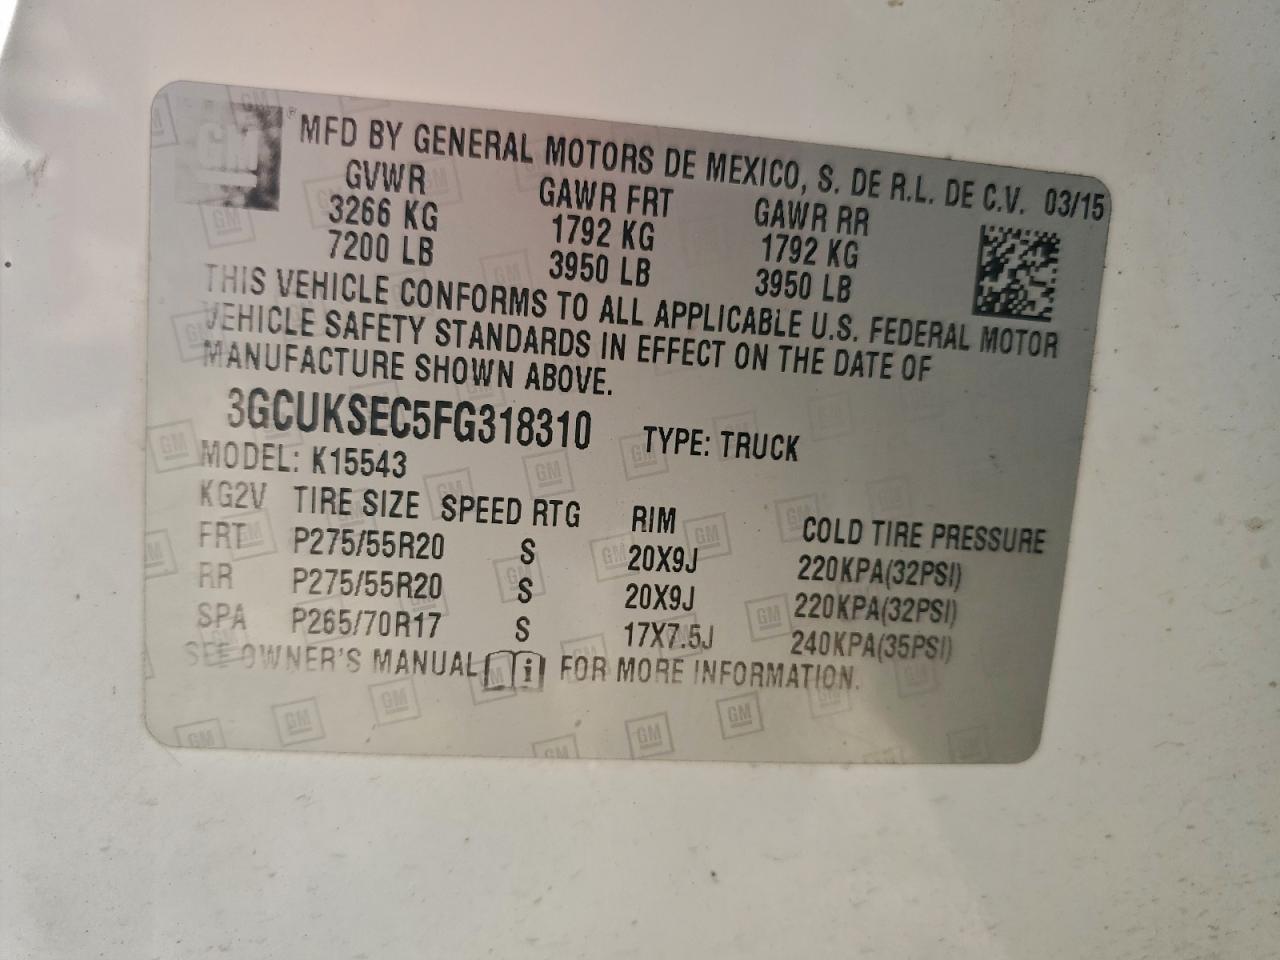 GM ® MFD BY GENERAL MOTORS DE MEXICO, S. DE R.L. DE C.V. 03/15
GVWR GAWR FRT GAWR RR
3266 KG 1792 KG 1792 KG
7200 LB 3950 LB 3950 LB
THIS VEHICLE CONFORMS TO ALL APPLICABLE U.S. FEDERAL MOTOR
VEHICLE SAFETY STANDARDS IN EFFECT ON THE DATE OF
MANUFACTURE SHOWN ABOVE.
3GCUKSEC5FG318310 TYPE: TRUCK
MODEL: K15543
KG2V TIRE SIZE SPEED RTG RIM COLD TIRE PRESSURE
FRT P275/55R20 S 20X9J 220KPA(32PSI)
RR P275/55R20 S 20X9J 220KPA(32PSI)
SPA P265/70R17 S 17X7.5J 240KPA(35PSI)
SEE OWNER'S MANUAL i FOR MORE INFORMATION.